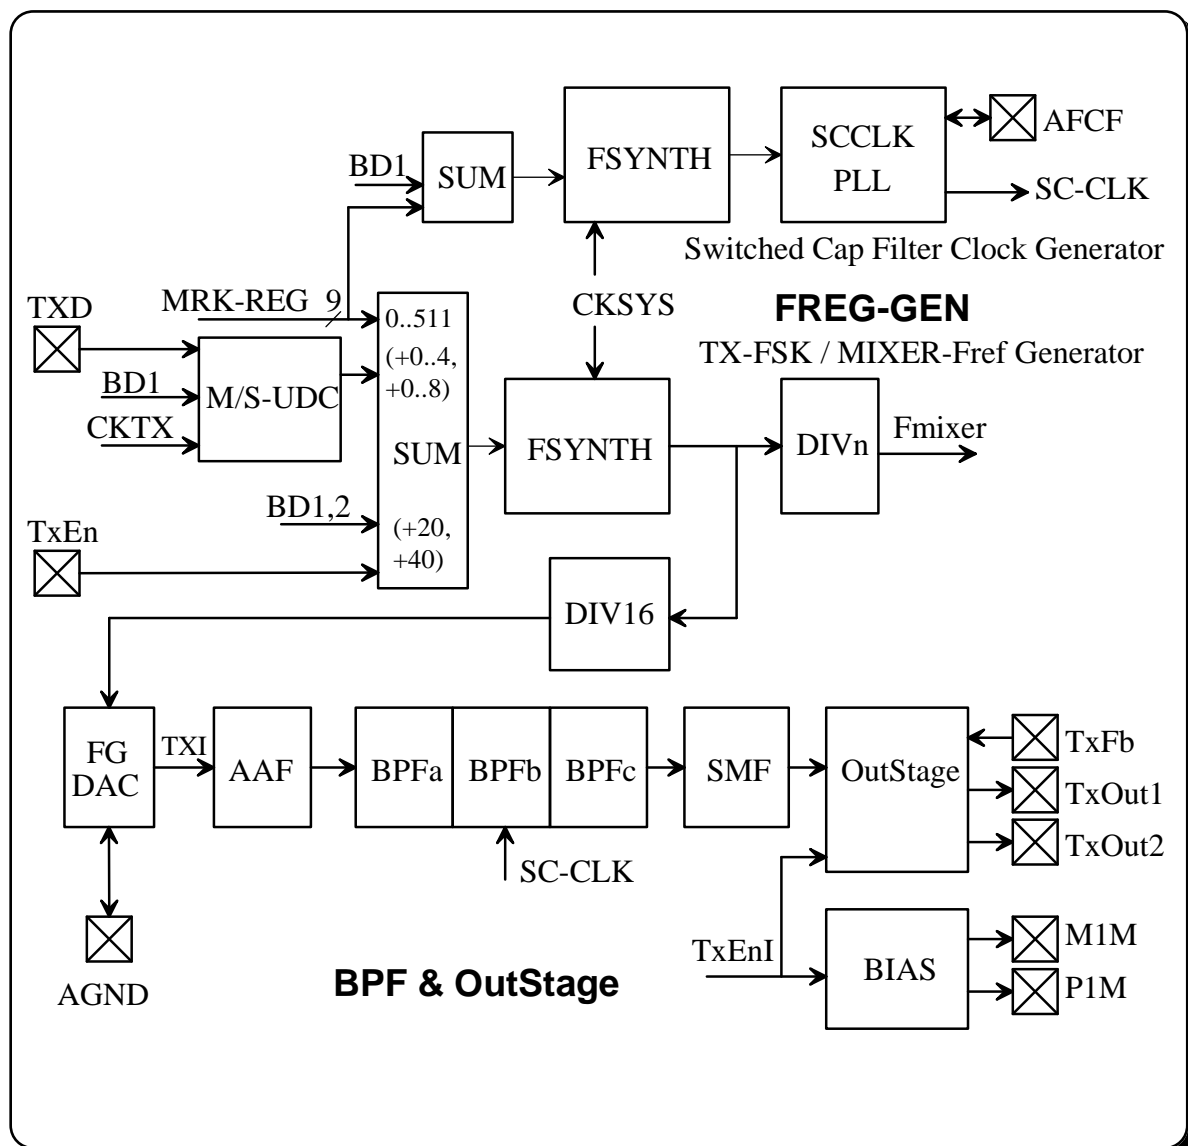 AFCF
BD1
SUM
FSYNTH
SCCLK
PLL
SC-CLK
Switched Cap Filter Clock Generator
TXD
MRK-REG 9
CKSYS
FREG-GEN
0..511
TX-FSK / MIXER-Fref Generator
(+0..4,
+0..8)
BD1
M/S-UDC
CKTX
SUM
FSYNTH
DIVn
Fmixer
BD1,2
TxEn
(+20,
+40)
DIV16
FG
DAC
TXI
AAF
BPFa
BPFb
BPFc
SMF
OutStage
TxFb
TxOut1
TxOut2
SC-CLK
TxEnI
BIAS
M1M
P1M
AGND
BPF & OutStage